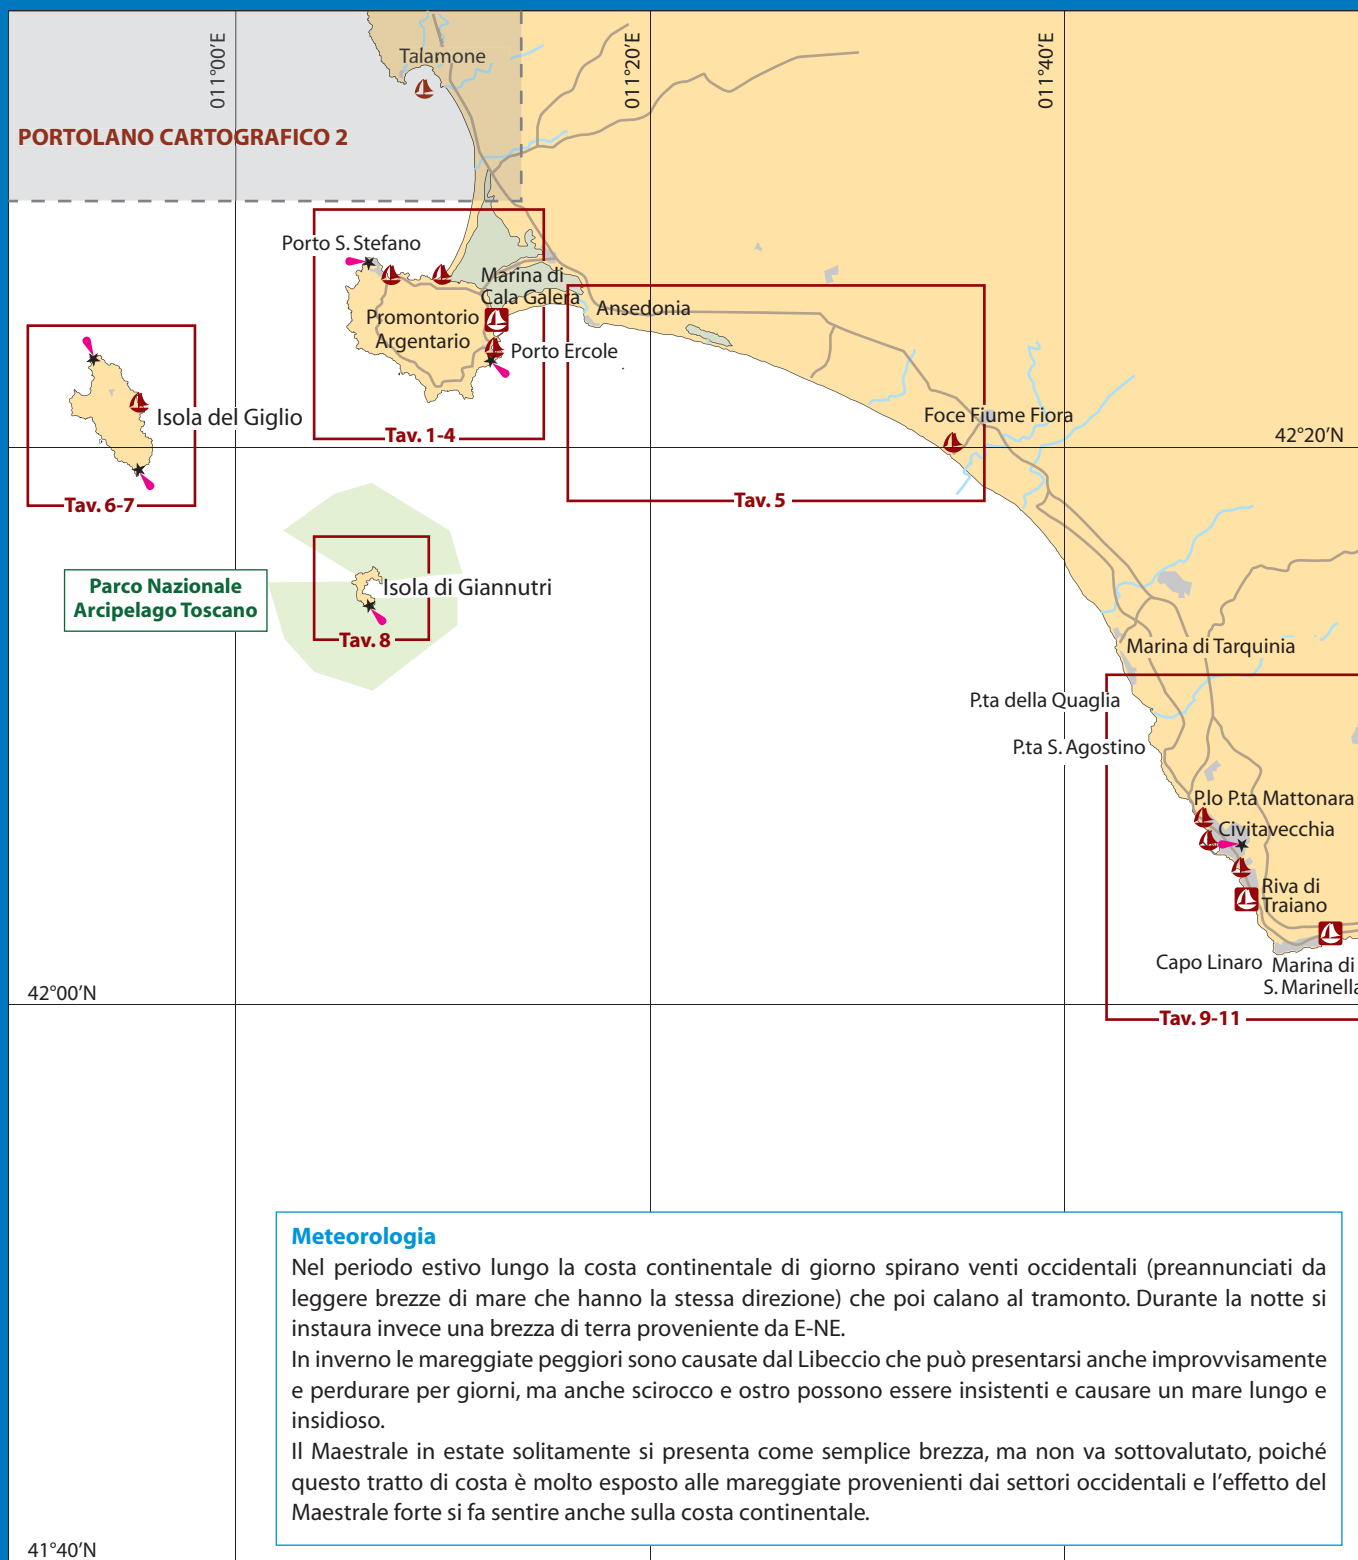 011°00'E
011°20'E
011°40'E
Talamone
PORTOLANO CARTOGRAFICO 2
Porto S. Stefano
Marina di
Cala Galera
Ansedonia
Promontorio
Argentario
Porto Ercole
Isola del Giglio
Foce Fiume Fiora
Tav. 1-4
42°20'N
Tav. 6-7
Tav. 5
Parco Nazionale
Arcipelago Toscano
Isola di Giannutri
Tav. 8
Marina di Tarquinia
P.ta della Quaglia
P.ta S. Agostino
P.lo P.ta Mattonara
Civitavecchia
Riva di
Traiano
Capo Linaro
Marina di
S. Marinella
42°00'N
Tav. 9-11
Meteorologia
Nel periodo estivo lungo la costa continentale di giorno spirano venti occidentali (preannunciati da
leggere brezze di mare che hanno la stessa direzione) che poi calano al tramonto. Durante la notte si
instaura invece una brezza di terra proveniente da E-NE.
In inverno le mareggiate peggiori sono causate dal Libeccio che può presentarsi anche improvvisamente
e perdurare per giorni, ma anche scirocco e ostro possono essere insistenti e causare un mare lungo e
insidioso.
Il Maestrale in estate solitamente si presenta come semplice brezza, ma non va sottovalutato, poiché
questo tratto di costa è molto esposto alle mareggiate provenienti dai settori occidentali e l'effetto del
Maestrale forte si fa sentire anche sulla costa continentale.
41°40'N